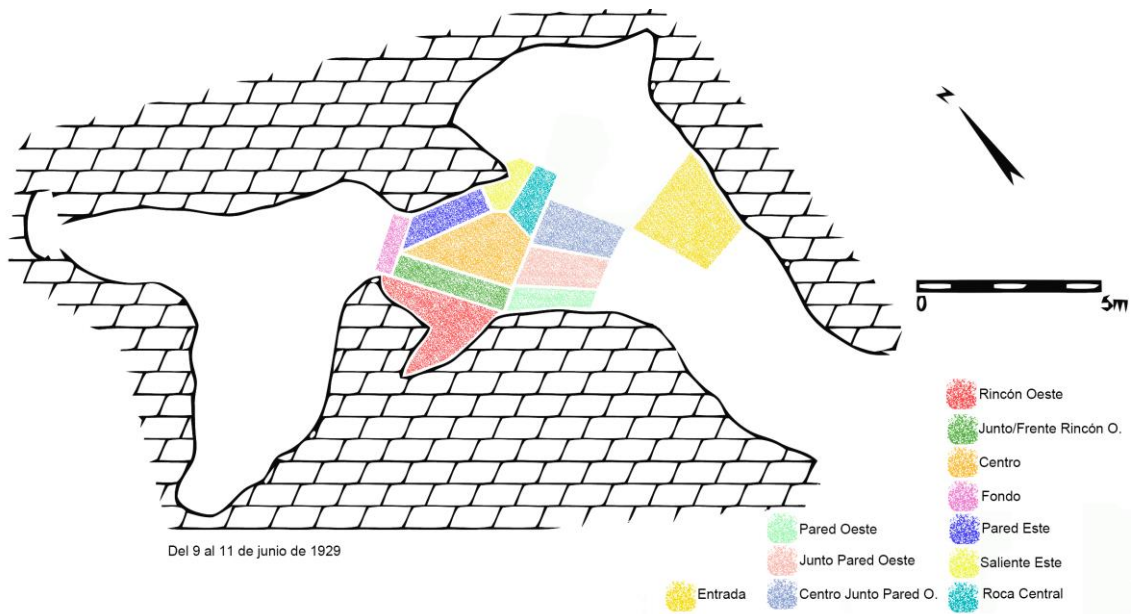 N
0 5m
Rincón Oeste
Junto/Frente Rincón O.
Centro
Fondo
Pared Oeste
Pared Este
Junto Pared Oeste
Saliente Este
Entrada
Centro Junto Pared O.
Roca Central
Del 9 al 11 de junio de 1929